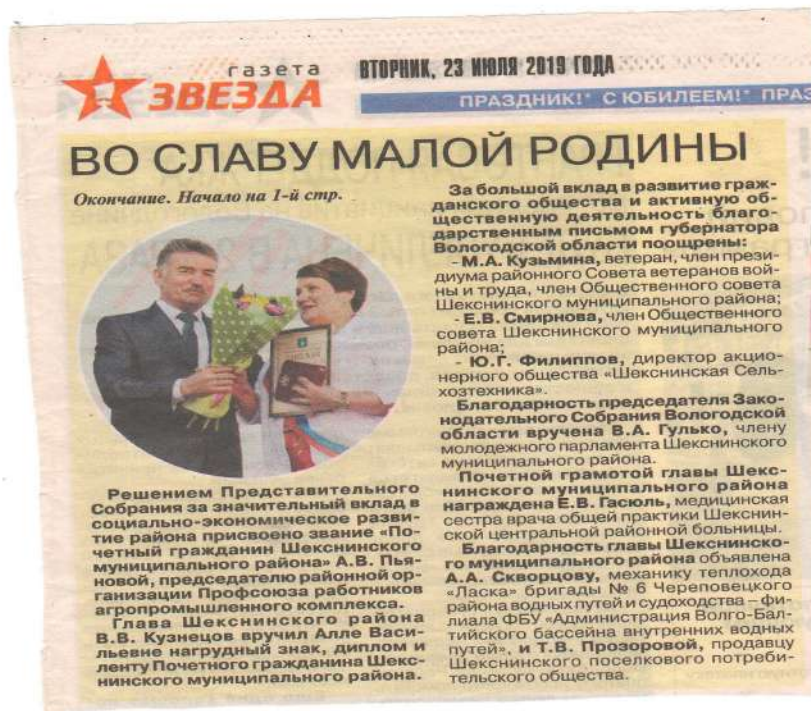 газета
ЗВЕЗДА
ВТОРНИК, 23 ИЮЛЯ 2019 ГОДА
ПРАЗДНИК!* С ЮБИЛЕЕМ!* ПРАЗ
ВО СЛАВУ МАЛОЙ РОДИНЫ
Окончание. Начало на 1-й стр.
Решением Представительного
Собрания за значительный вклад в
социально-экономическое разви-
тие района присвоено звание «По-
четный гражданин Шекснинского
муниципального района» А.В. Пья-
новой, председателю районной ор-
ганизации Профсоюза работников
агропромышленного комплекса.
Глава Шекснинского района
В.В. Кузнецов вручил Алле Васи-
льевне нагрудный знак, диплом и
ленту Почетного гражданина Шекс-
нинского муниципального района.
За большой вклад в развитие граж-
данского общества и активную об-
щественную деятельность благо-
дарственным письмом губернатора
Вологодской области поощрены:
- М.А. Кузьмина, ветеран, член прези-
диума районного Совета ветеранов вой-
ны и труда, член Общественного совета
Шекснинского муниципального района;
- Е.В. Смирнова, член Общественного
совета Шекснинского муниципального
района;
- Ю.Г. Филиппов, директор акцио-
нерного общества «Шекснинская Сель-
хозтехника».
Благодарность председателя Зако-
нодательного Собрания Вологодской
области вручена В.А. Гулько, члену
молодежного парламента Шекснинского
муниципального района.
Почетной грамотой главы Шекс-
нинского муниципального района
награждена Е.В. Гасюль, медицинская
сестра врача общей практики Шекснин-
ской центральной районной больницы.
Благодарность главы Шекснинско-
го муниципального района объявлена
А.А. Скворцову, механику теплохода
«Ласка» бригады № 6 Череповецкого
района водных путей и судоходства – фи-
лиала ФБУ «Администрация Волго-Бал-
тийского бассейна внутренних водных
путей», и Т.В. Прозоровой, продавцу
Шекснинского поселкового потреби-
тельского общества.